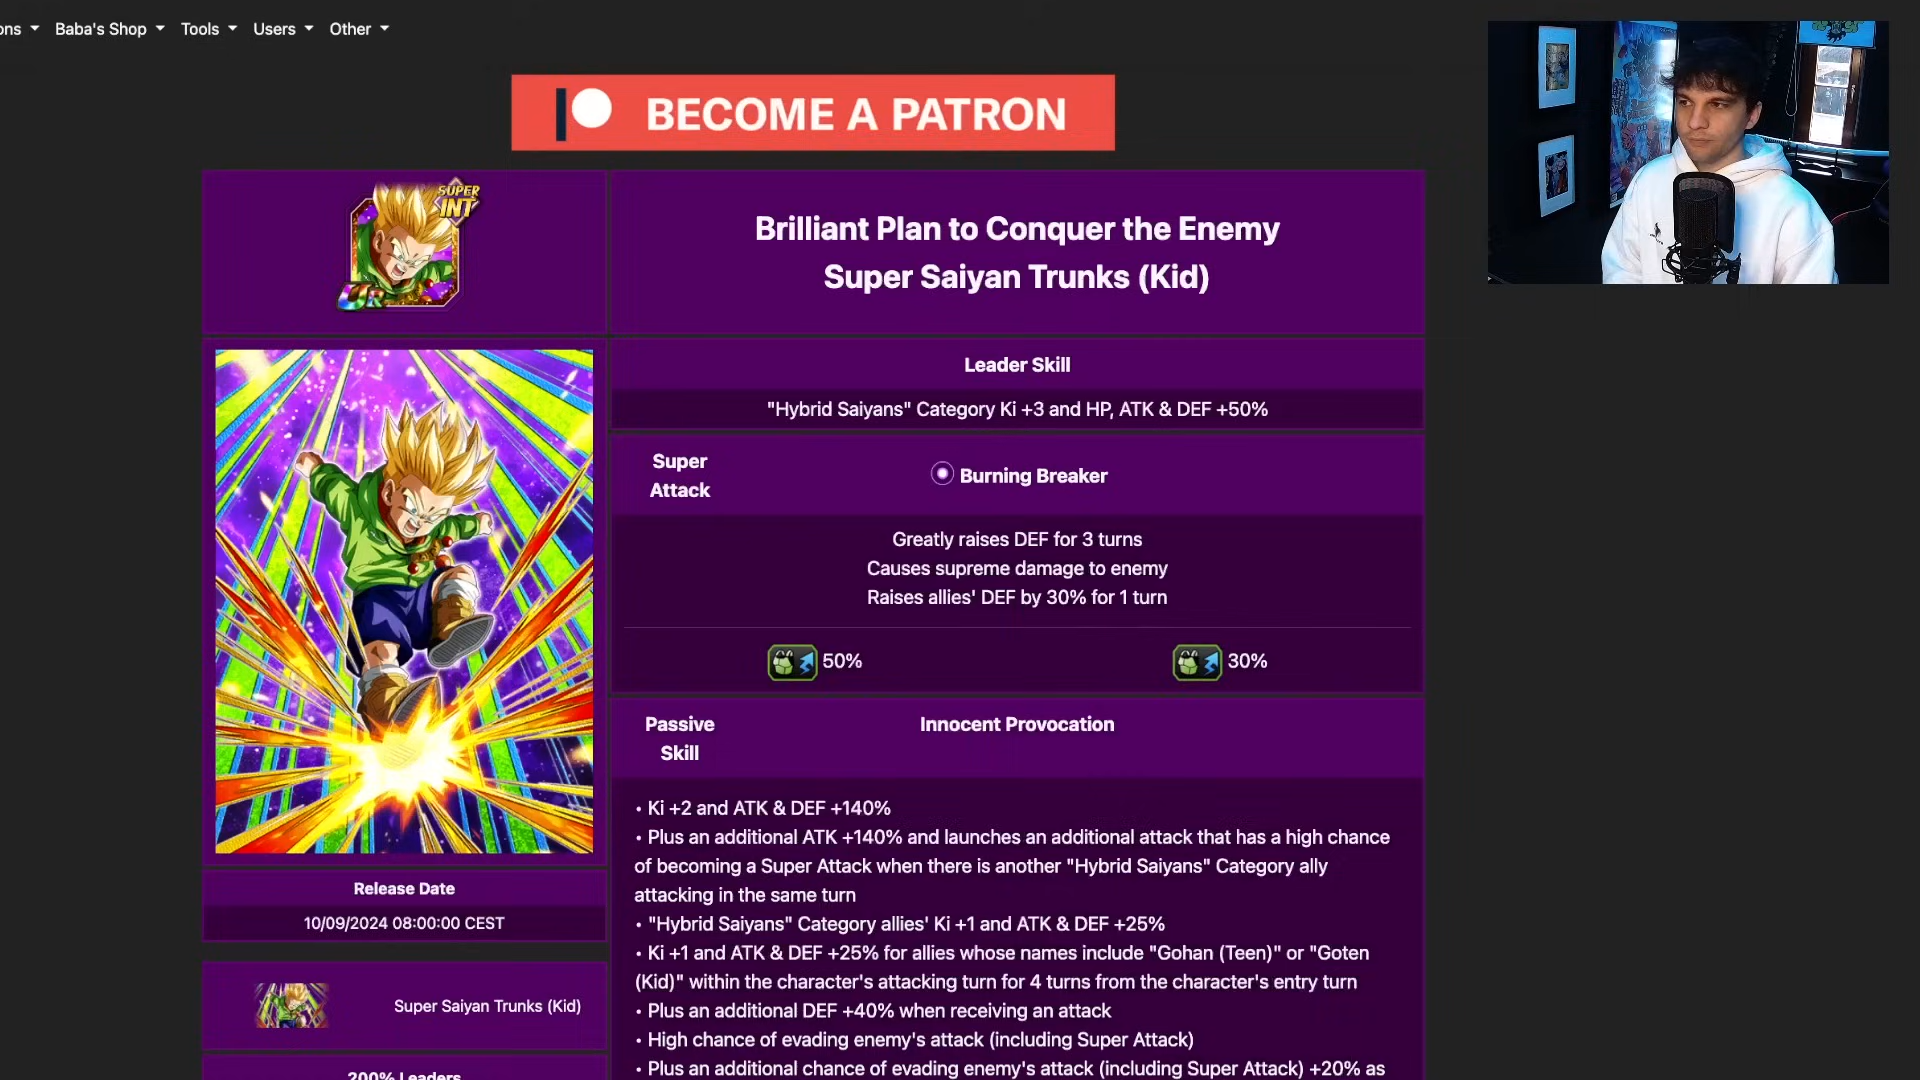 ons
Baba's Shop
Tools
Users
Other
BECOME A PATRON
SUPER
INT
UR
Brilliant Plan to Conquer the Enemy
Super Saiyan Trunks (Kid)
Leader Skill
"Hybrid Saiyans" Category Ki +3 and HP, ATK & DEF +50%
Super
Attack
Burning Breaker
Greatly raises DEF for 3 turns
Causes supreme damage to enemy
Raises allies' DEF by 30% for 1 turn
50%
30%
Passive
Skill
Innocent Provocation
• Ki +2 and ATK & DEF +140%
• Plus an additional ATK +140% and launches an additional attack that has a high chance
of becoming a Super Attack when there is another "Hybrid Saiyans" Category ally
attacking in the same turn
• "Hybrid Saiyans" Category allies' Ki +1 and ATK & DEF +25%
• Ki +1 and ATK & DEF +25% for allies whose names include "Gohan (Teen)" or "Goten
(Kid)" within the character's attacking turn for 4 turns from the character's entry turn
• Plus an additional DEF +40% when receiving an attack
• High chance of evading enemy's attack (including Super Attack)
• Plus an additional chance of evading enemy's attack (including Super Attack) +20% as
Release Date
10/09/2024 08:00:00 CEST
Super Saiyan Trunks (Kid)
200% Leaders